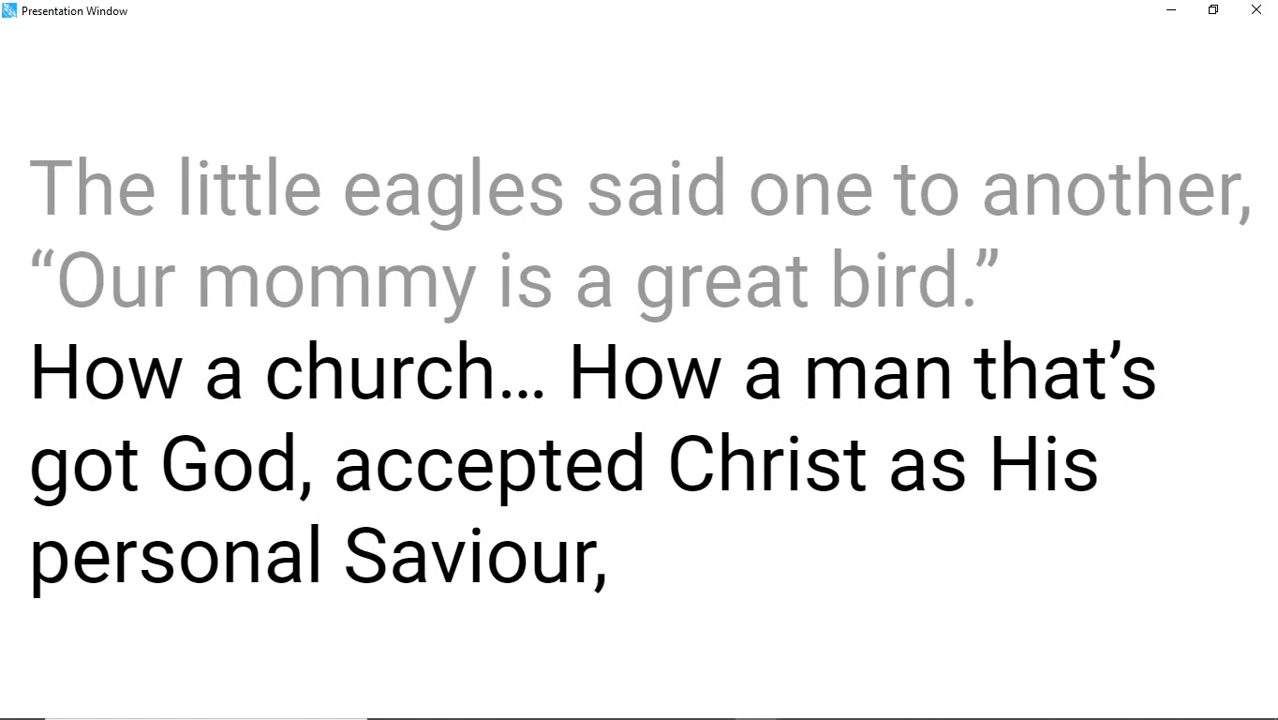 Presentation Window
The little eagles said one to another,
“Our mommy is a great bird.”
How a church… How a man that’s
got God, accepted Christ as His
personal Saviour,